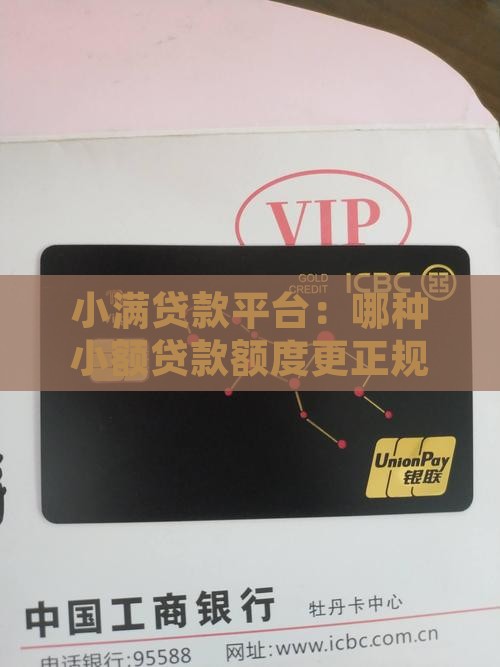 VIP
GOLD
CREDIT
ICBC
小满贷款平台：哪种
小额贷款额度更正规
UnionPay
银联
中国工商银行
牡丹卡中心
电话银行:95588
网址:www.icbc.com.cn